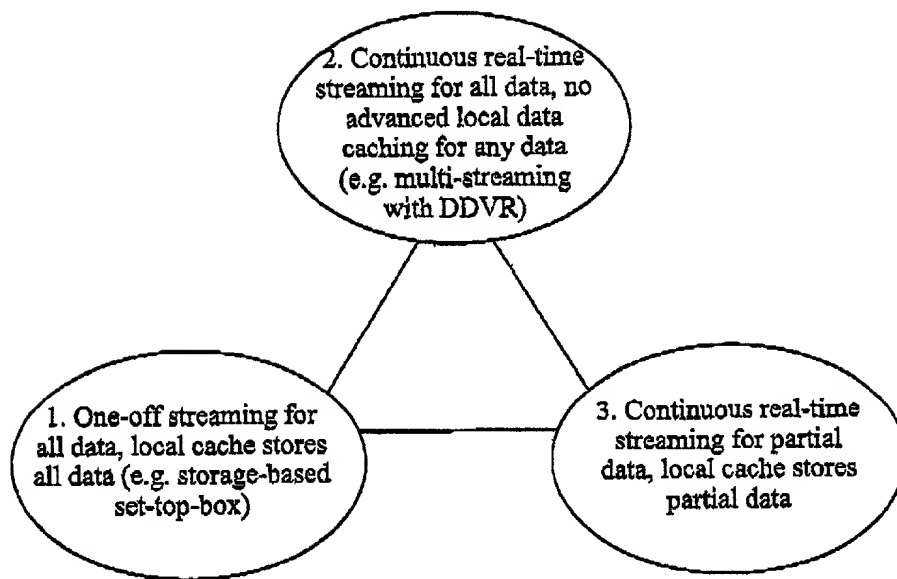 2. Continuous real-time
streaming for all data, no
advanced local data
caching for any data
(e.g. multi-streaming
with DDVR)
1. One-off streaming for
all data, local cache stores
all data (e.g. storage-based
set-top-box)
3. Continuous real-time
streaming for partial
data, local cache stores
partial data